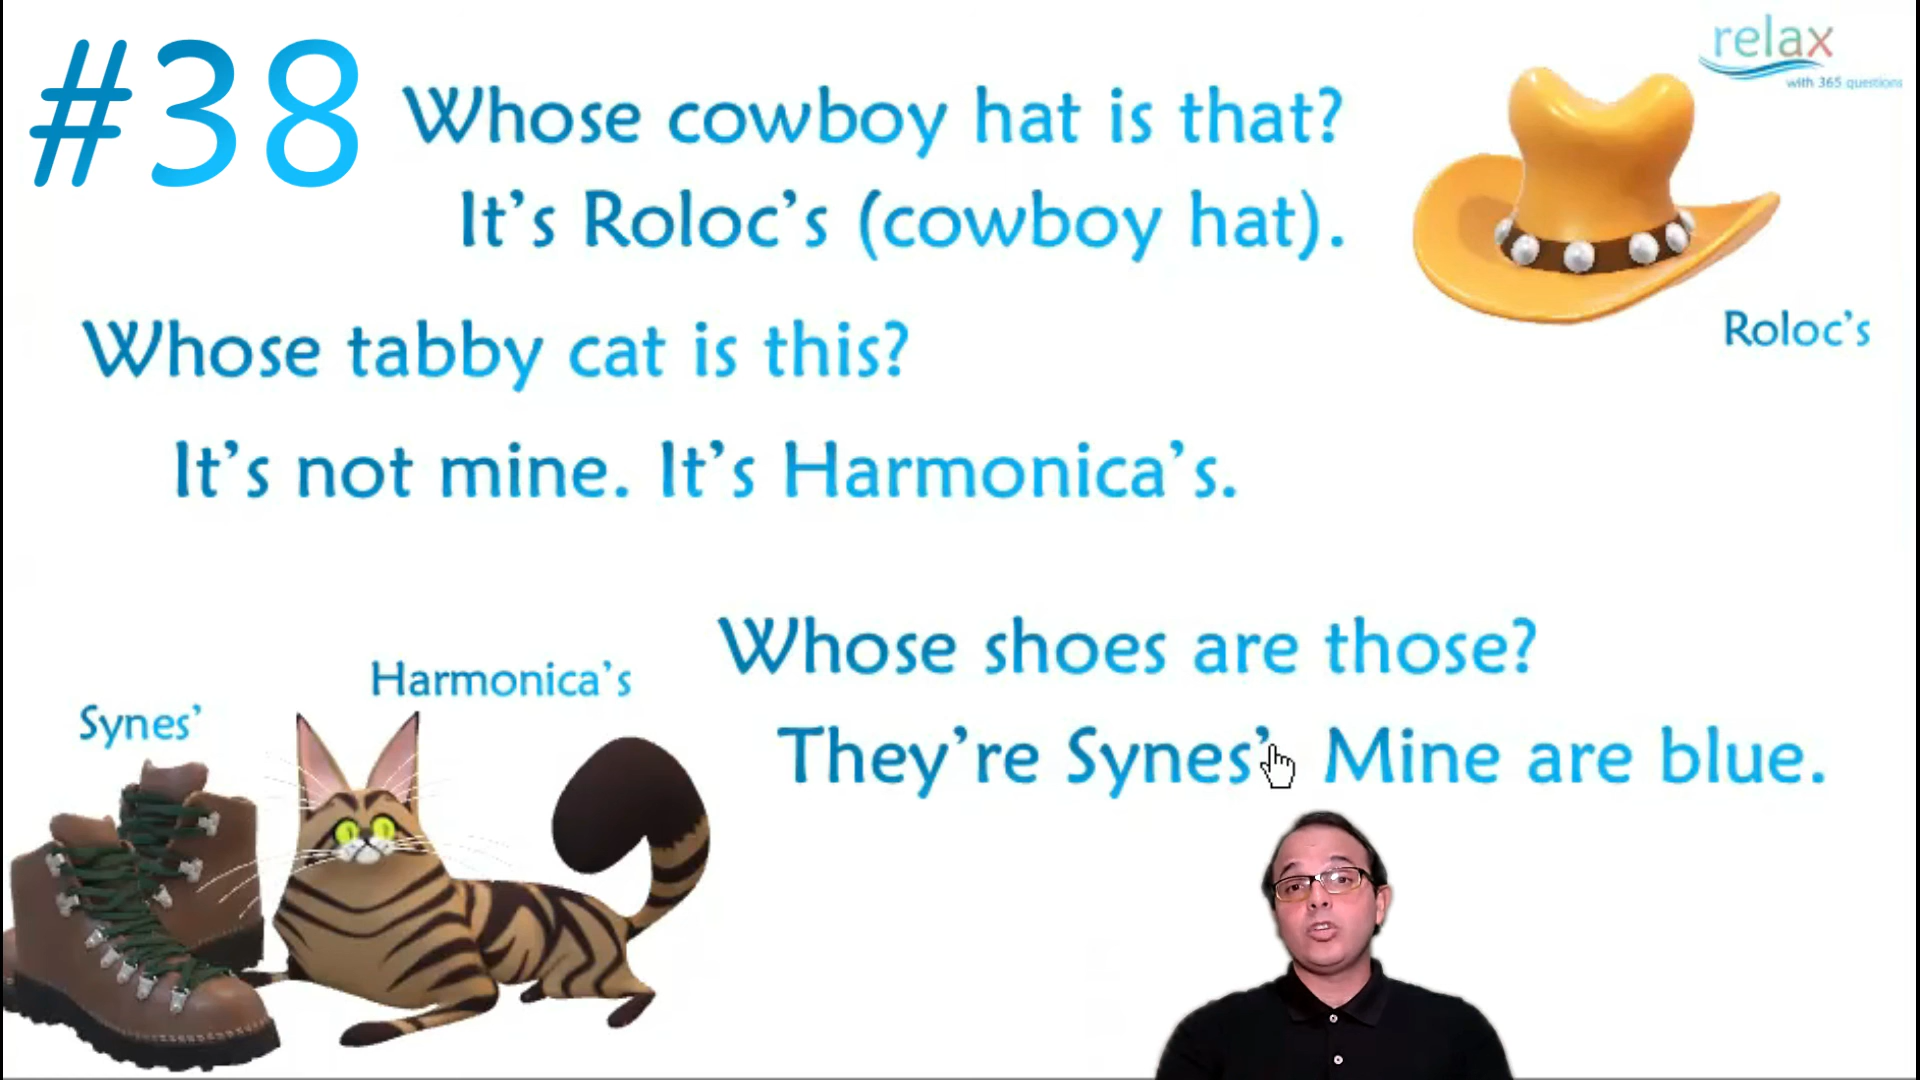 #38
relax
with 365 questions
Whose cowboy hat is that?
It's Roloc's (cowboy hat).
Roloc's
Whose tabby cat is this?
It's not mine. It's Harmonica's.
Whose shoes are those?
They're Synes' Mine are blue.
Harmonica's
Synes'